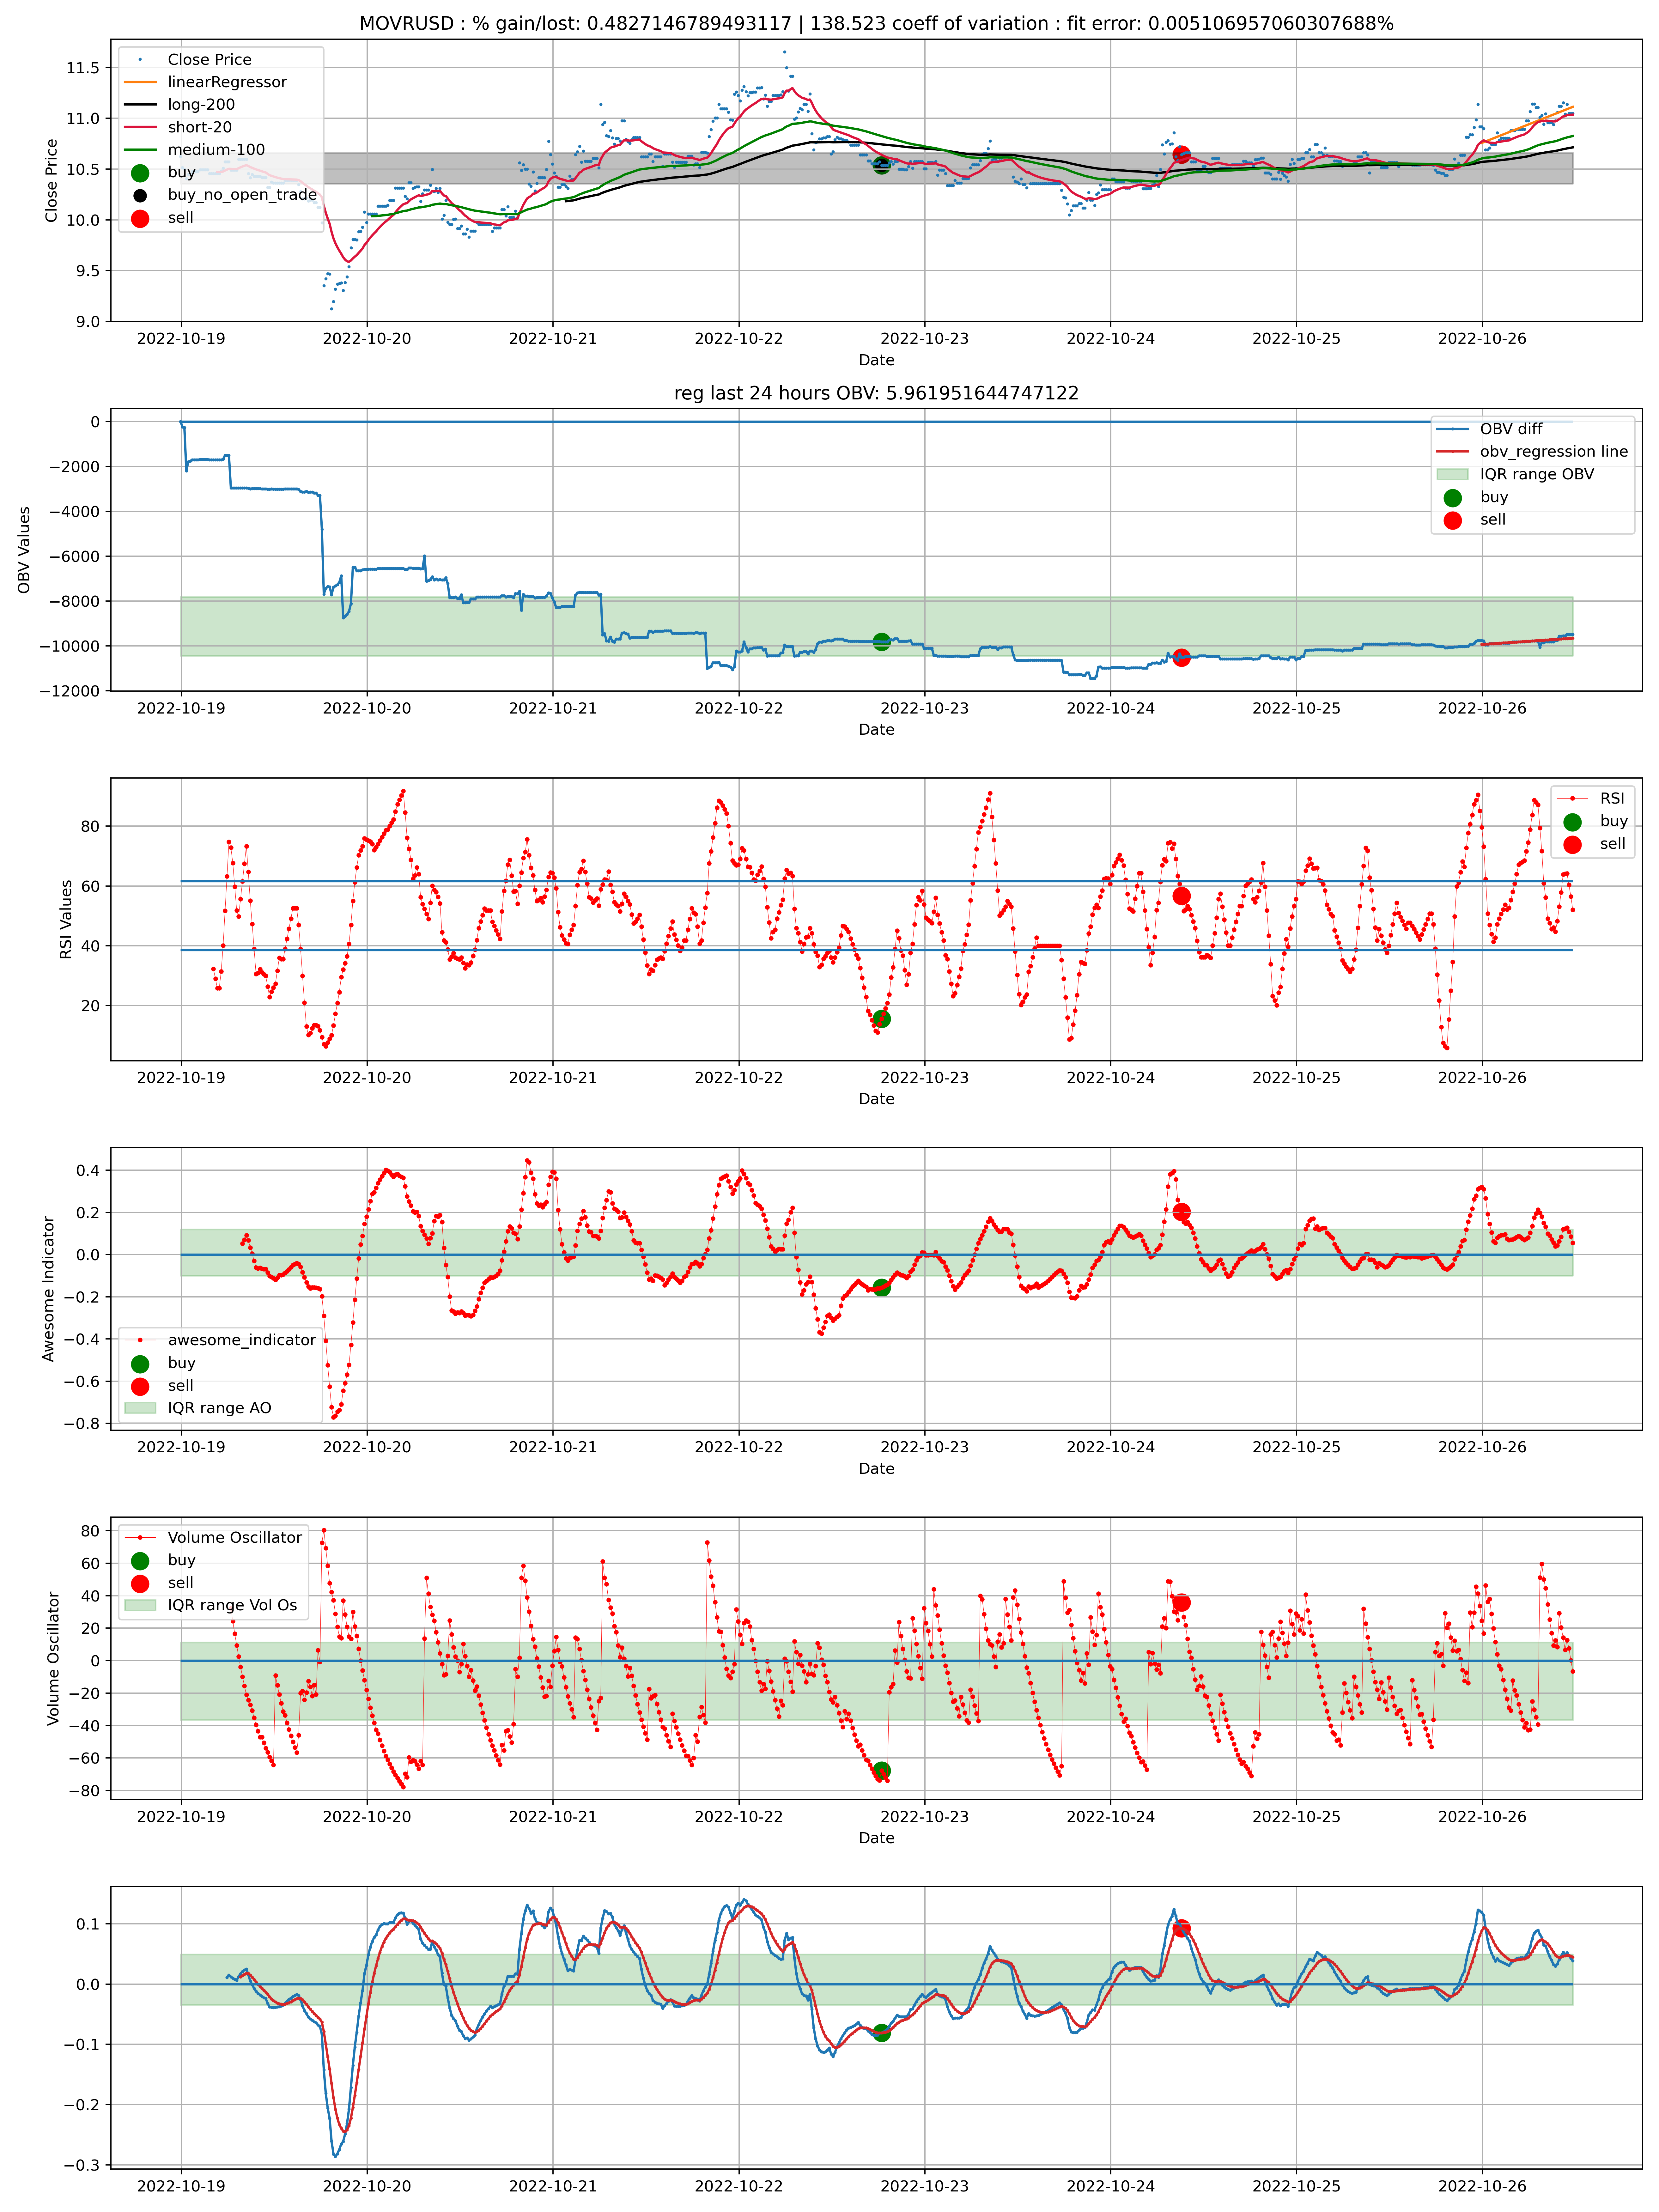 MOVRUSD : % gain/lost: 0.4827146789493117 | 138.523 coeff of variation : fit error: 0.005106957060307688%
Close Price
linearRegressor
long-200
short-20
medium-100
buy
buy_no_open_trade
sell
Close Price
11.5
11.0
10.5
10.0
9.5
9.0
2022-10-19 2022-10-20 2022-10-21 2022-10-22 2022-10-23 2022-10-24 2022-10-25 2022-10-26
Date
reg last 24 hours OBV: 5.961951644747122
OBV diff
obv_regression line
IQR range OBV
buy
sell
OBV Values
0
−2000
−4000
−6000
−8000
−10000
−12000
2022-10-19 2022-10-20 2022-10-21 2022-10-22 2022-10-23 2022-10-24 2022-10-25 2022-10-26
Date
RSI
buy
sell
RSI Values
80
60
40
20
2022-10-19 2022-10-20 2022-10-21 2022-10-22 2022-10-23 2022-10-24 2022-10-25 2022-10-26
Date
Awesome Indicator
0.4
0.2
0.0
−0.2
−0.4
−0.6
−0.8
awesome_indicator
buy
sell
IQR range AO
2022-10-19 2022-10-20 2022-10-21 2022-10-22 2022-10-23 2022-10-24 2022-10-25 2022-10-26
Date
Volume Oscillator
buy
sell
IQR range Vol Os
Volume Oscillator
80
60
40
20
0
−20
−40
−60
−80
2022-10-19 2022-10-20 2022-10-21 2022-10-22 2022-10-23 2022-10-24 2022-10-25 2022-10-26
Date
0.1
0.0
−0.1
−0.2
−0.3
2022-10-19 2022-10-20 2022-10-21 2022-10-22 2022-10-23 2022-10-24 2022-10-25 2022-10-26